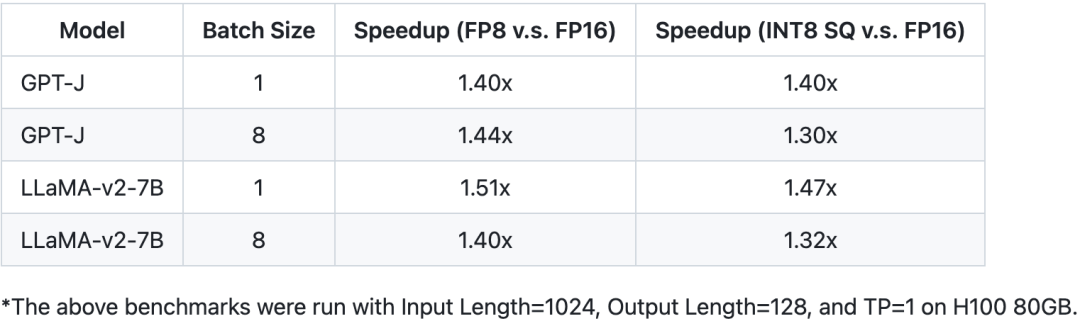 Model Batch Size Speedup (FP8 v.s. FP16) Speedup (INT8 SQ v.s. FP16)
GPT-J 1 1.40x 1.40x
GPT-J 8 1.44x 1.30x
LLaMA-v2-7B 1 1.51x 1.47x
LLaMA-v2-7B 8 1.40x 1.32x
*The above benchmarks were run with Input Length=1024, Output Length=128, and TP=1 on H100 80GB.